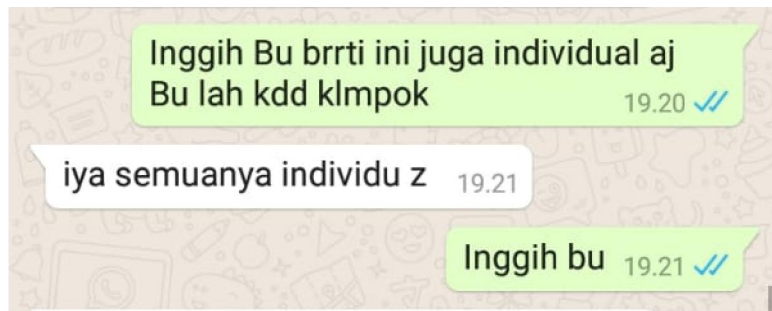 Inggih Bu brrti ini juga individual aj
Bu lah kdd klmpok
19.20
iya semuanya individu z
19.21
Inggih bu
19.21